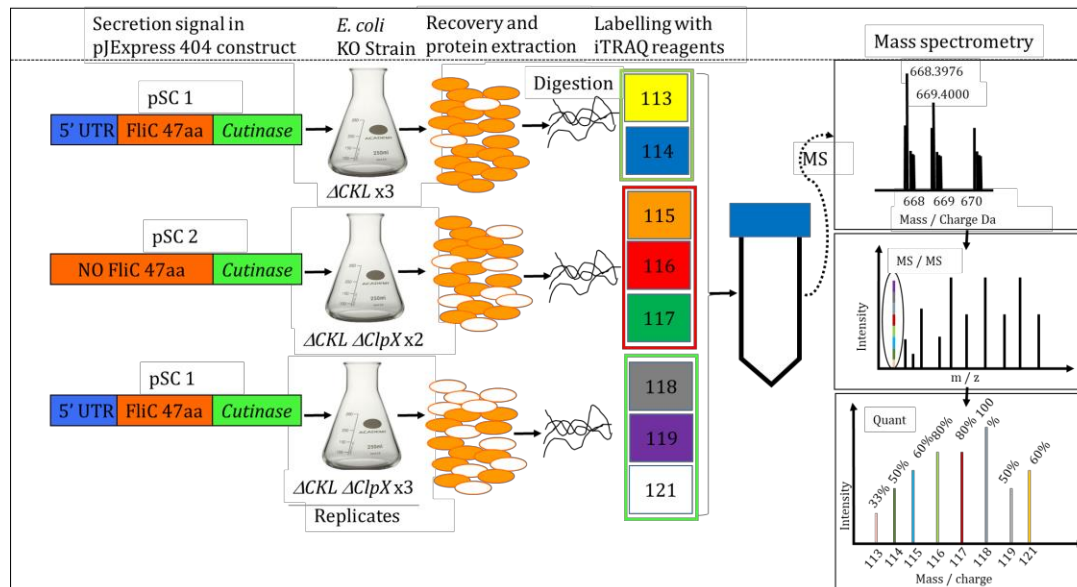 Secretion signal in
pJExpress 404 construct
E. coli
KO Strain
Recovery and
protein extraction
Labelling with
iTRAQ reagents
Mass spectrometry
pSC 1
5' UTR
FliC 47aa
Cutinase
ΔCKL x3
Digestion
113
114
pSC 2
NO FliC 47aa
Cutinase
ΔCKL ΔClpX x2
115
116
117
pSC 1
5' UTR
FliC 47aa
Cutinase
ΔCKL ΔClpX x3
Replicates
118
119
121
MS
668.3976
669.4000
668 669 670
Mass / Charge Da
MS / MS
Intensity
m / z
Quant
Intensity
33% 50% 60% 80% 80% 100 % 50% 60%
113 114 115 116 117 118 119 121
Mass / charge